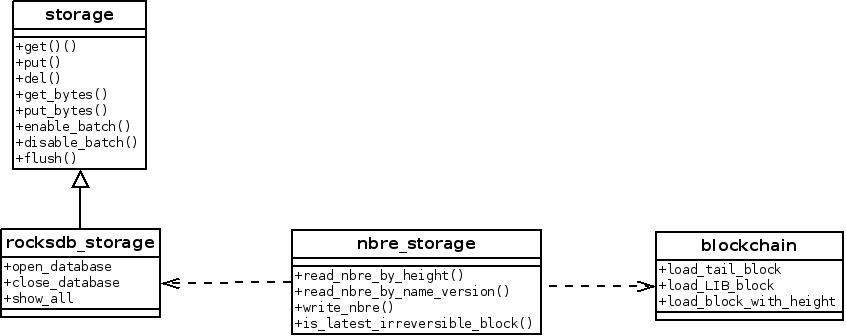 storage
+get()()
+put()
+del()
+get_bytes()
+put_bytes()
+enable_batch()
+disable_batch()
+flush()
rocksdb_storage
+open_database
+close_database
+show_all
nbre_storage
+read_nbre_by_height()
+read_nbre_by_name_version()
+write_nbre()
+is_latest_irreversible_block()
blockchain
+load_tail_block
+load_LIB_block
+load_block_with_height